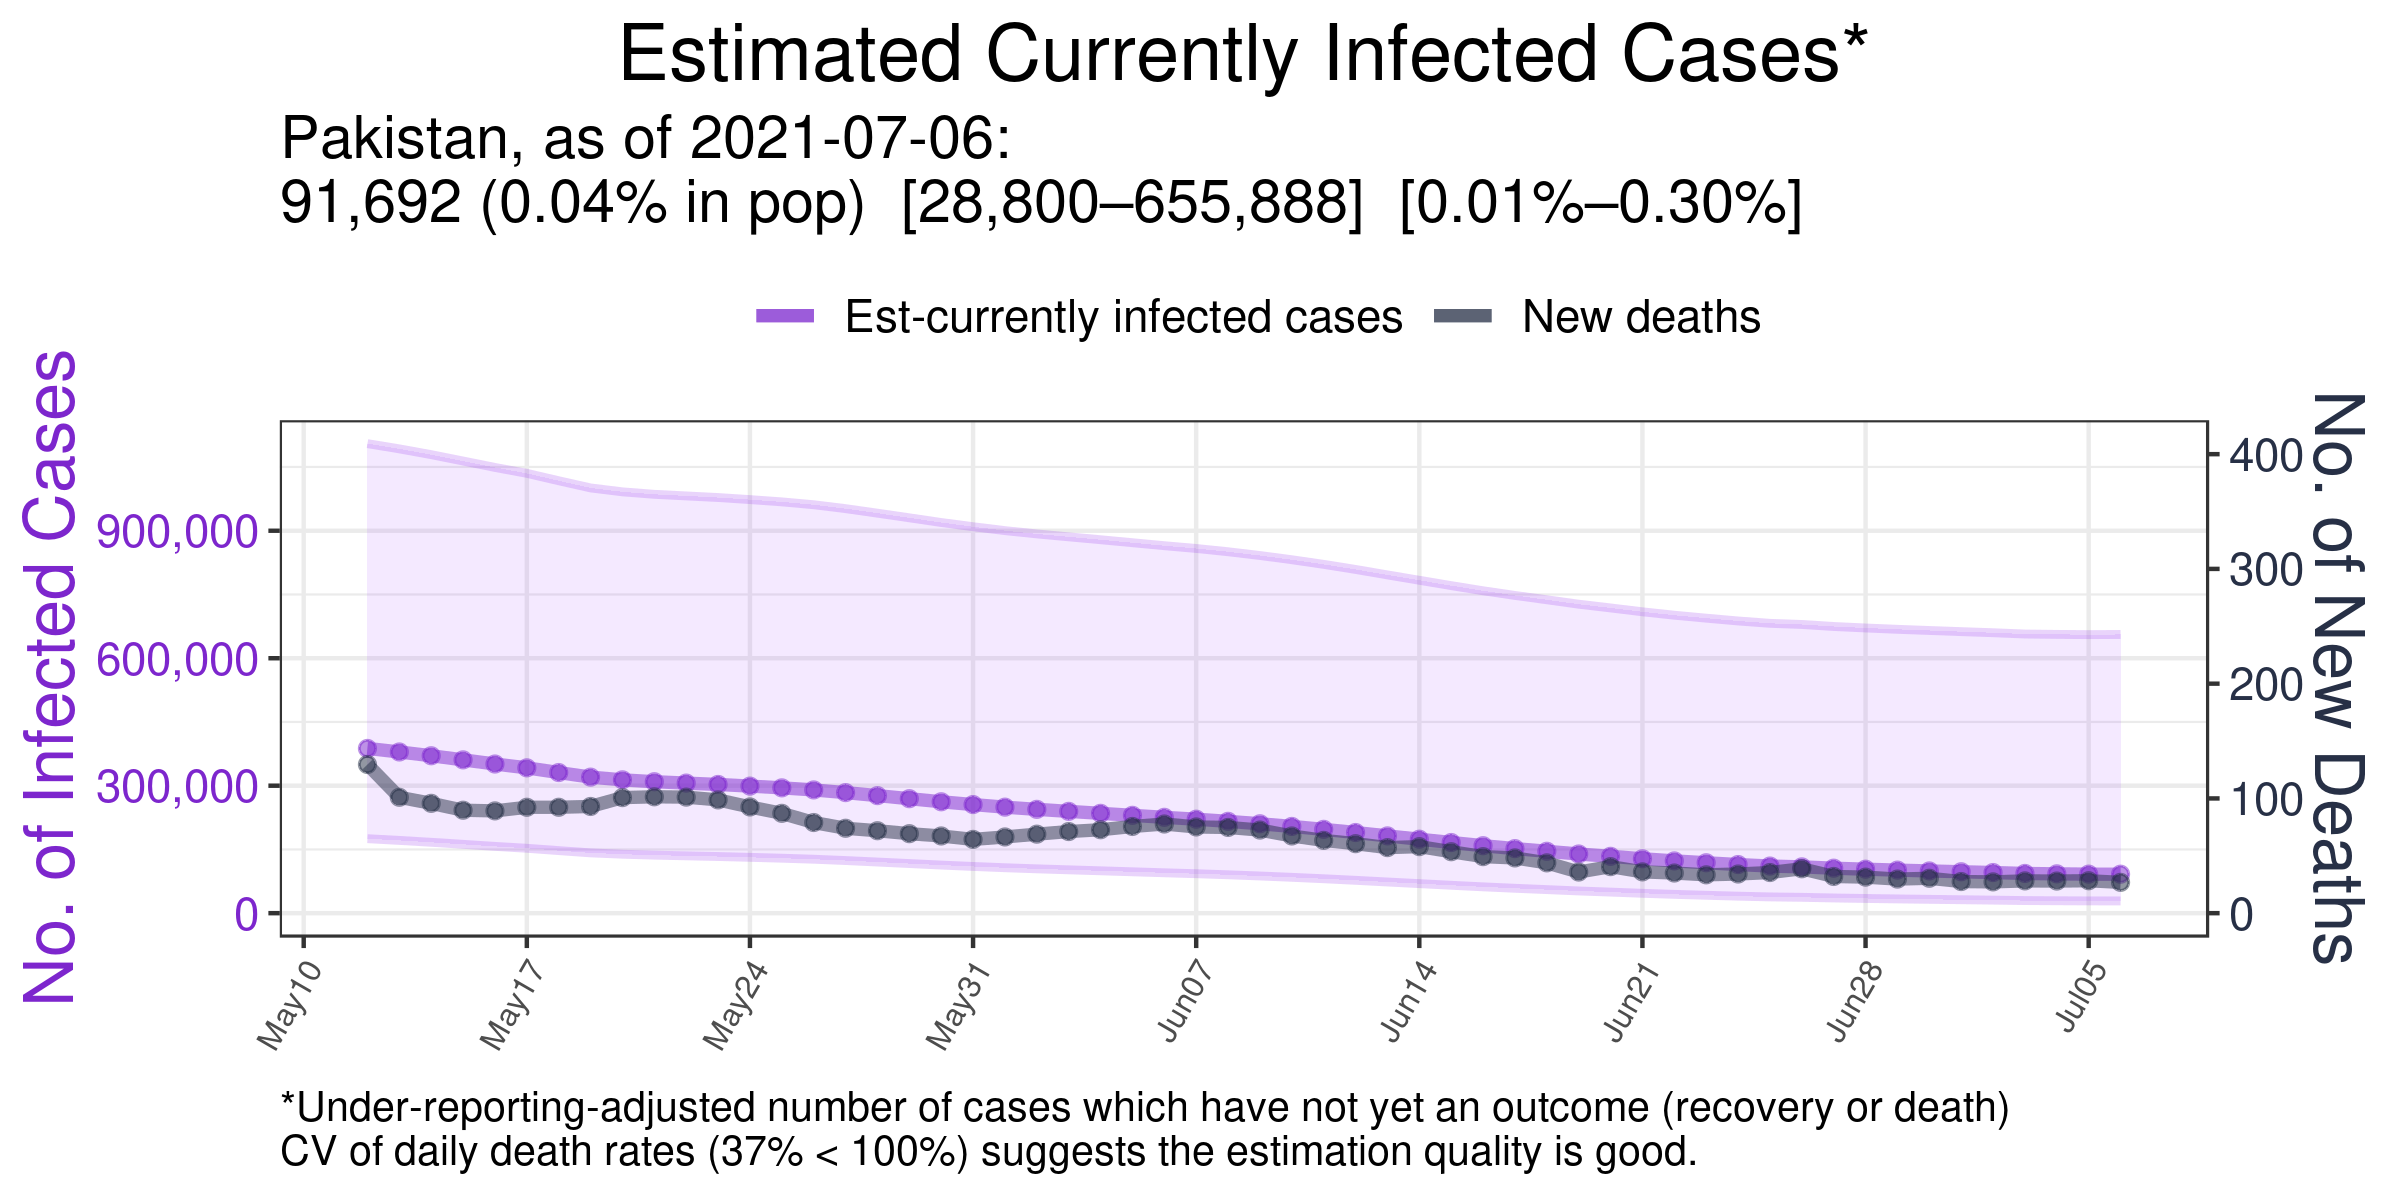 Estimated Currently Infected Cases*
Pakistan, as of 2021-07-06:
91,692 (0.04% in pop) [28,800–655,888] [0.01%–0.30%]
Est-currently infected cases
New deaths
No. of Infected Cases
900,000
600,000
300,000
0
400
300
200
100
0
No. of New Deaths
May10
May17
May24
May31
Jun07
Jun14
Jun21
Jun28
Jul05
*Under-reporting-adjusted number of cases which have not yet an outcome (recovery or death)
CV of daily death rates (37% < 100%) suggests the estimation quality is good.